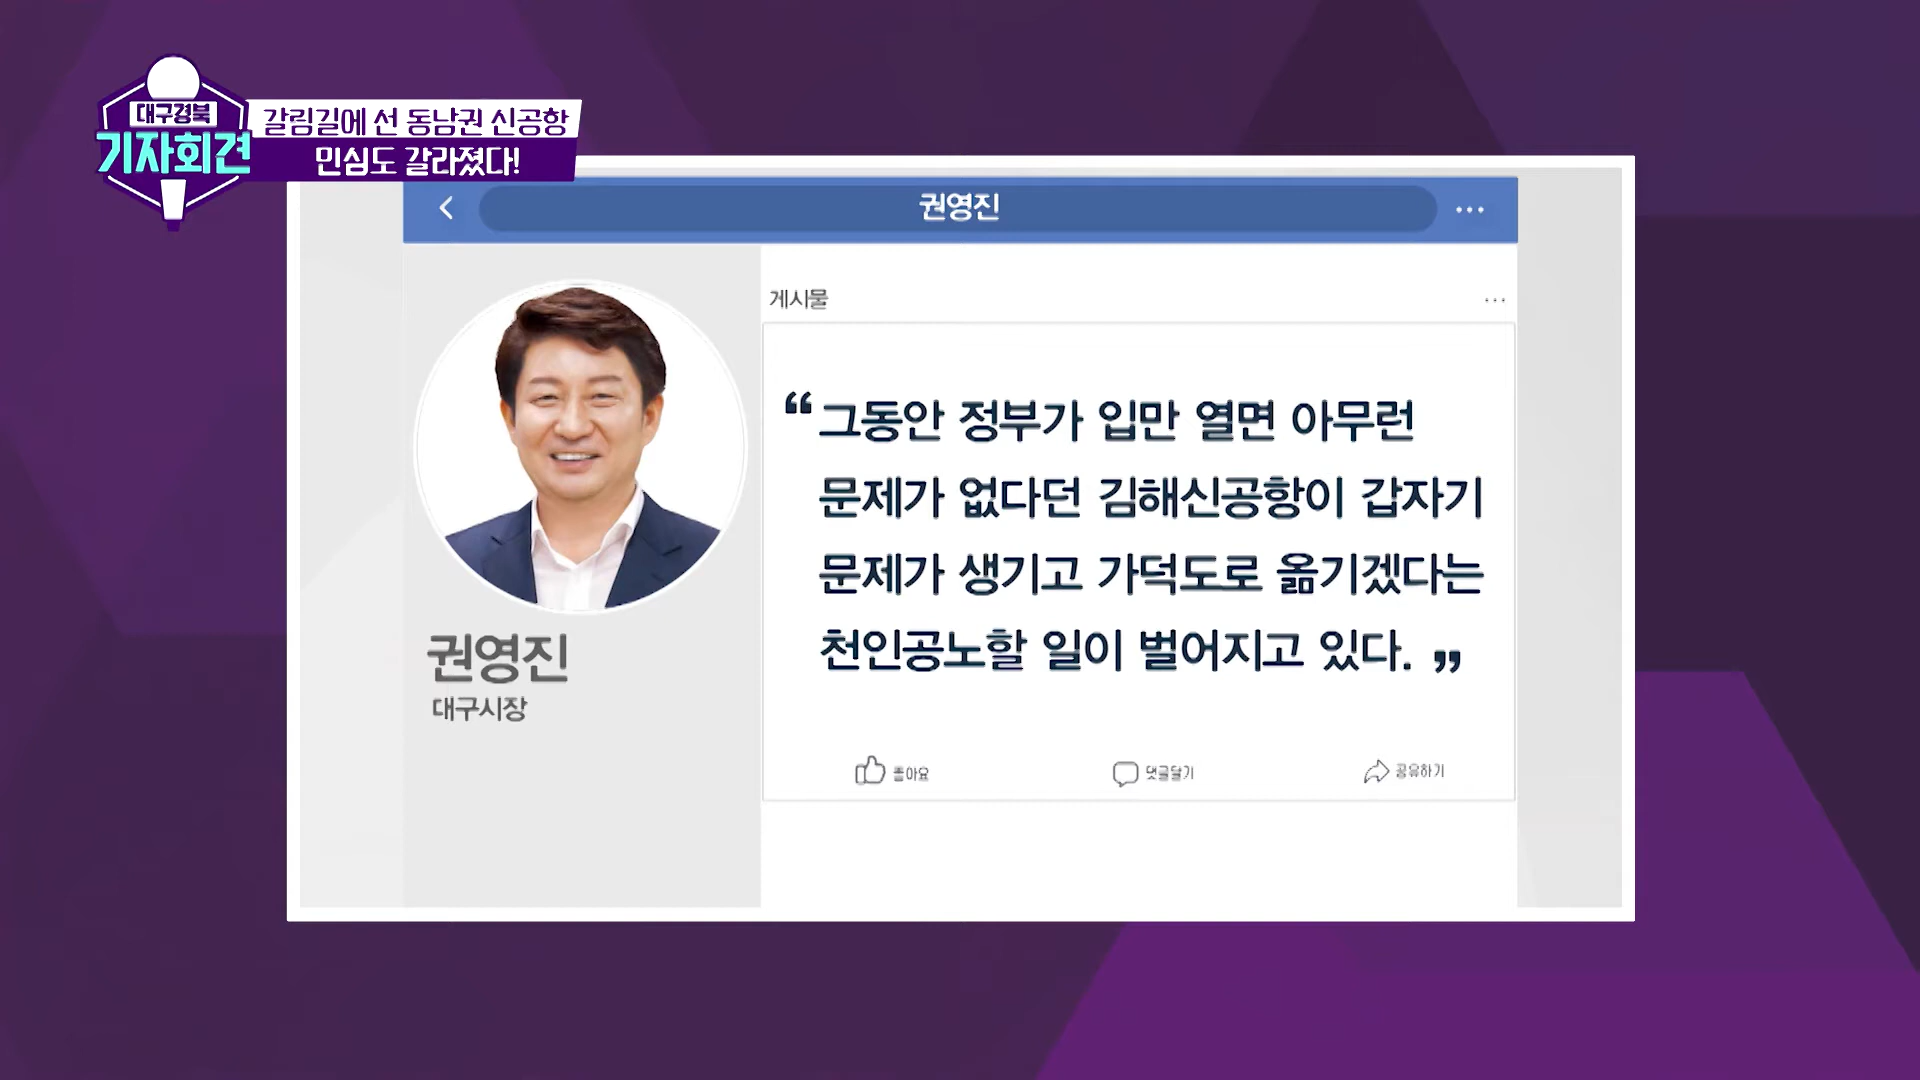 대구경북
기자회견
갈림길에 선 동남권 신공항
민심도 갈라졌다!
권영진
게시물
“그동안 정부가 입만 열면 아무런
문제가 없다던 김해신공항이 갑자기
문제가 생기고 가덕도로 옮기겠다는
천인공노할 일이 벌어지고 있다.”
권영진
대구시장
좋아요
댓글달기
공유하기